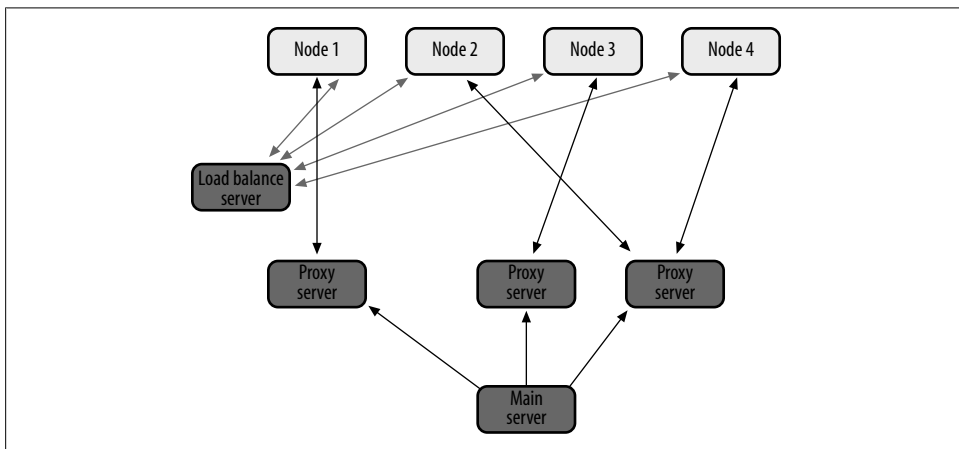 Node 1
Node 2
Node 3
Node 4
Load balance
server
Proxy
server
Proxy
server
Proxy
server
Main
server